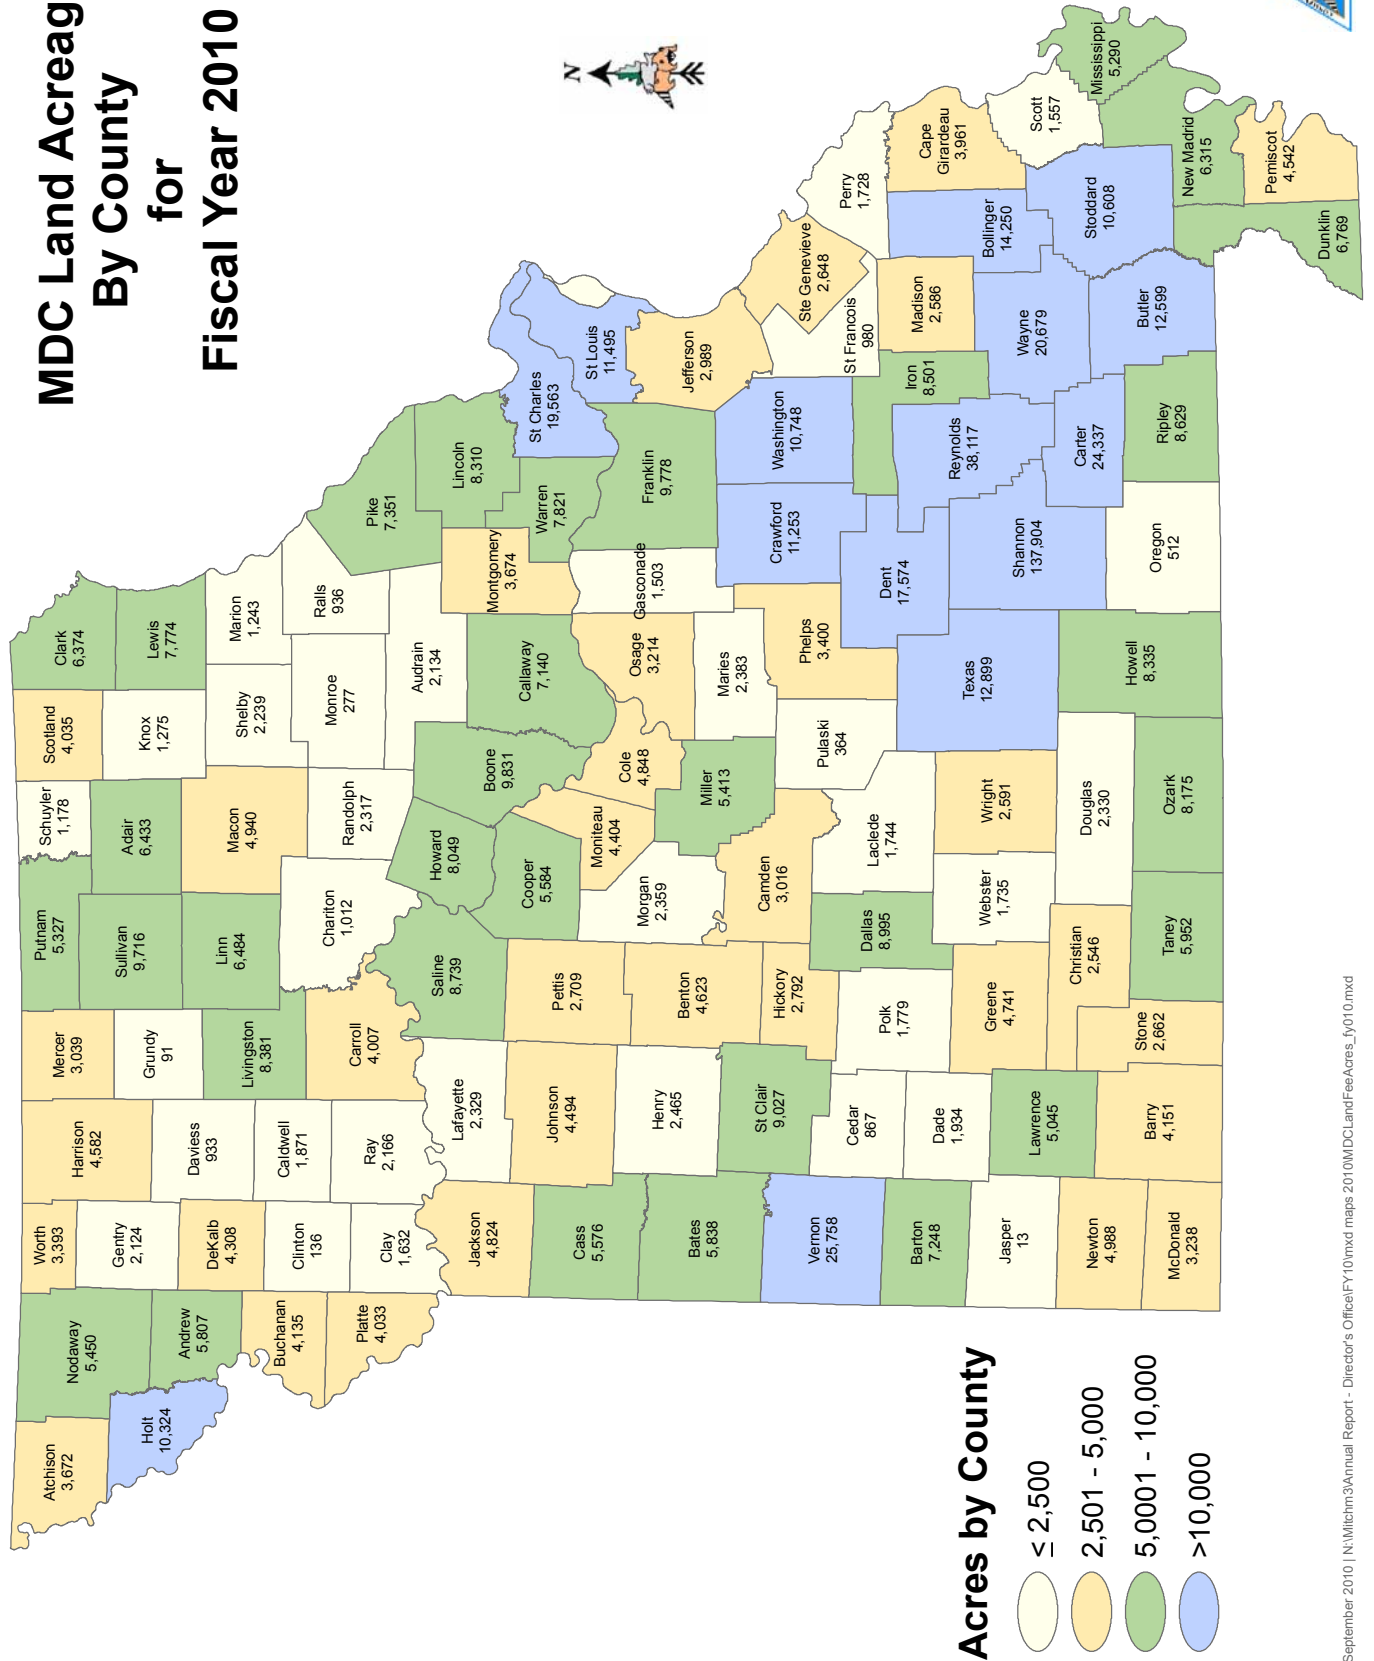 MDC Land Acreag
By County
for
Fiscal Year 2010
N
Atchison
3,672
Nodaway
5,450
Worth
3,393
Harrison
4,582
Mercer
3,039
Putnam
5,327
Schuyler
1,178
Scotland
4,035
Clark
6,374
Holt
10,324
Andrew
5,807
Gentry
2,124
DeKalb
4,308
Daviess
933
Grundy
91
Sullivan
9,716
Adair
6,433
Knox
1,275
Lewis
7,774
Buchanan
4,135
Clinton
136
Caldwell
1,871
Livingston
8,381
Linn
6,484
Macon
4,940
Shelby
2,239
Marion
1,243
Platte
4,033
Clay
1,632
Ray
2,166
Carroll
4,007
Chariton
1,012
Randolph
2,317
Monroe
277
Ralls
936
Pike
7,351
Jackson
4,824
Lafayette
2,329
Saline
8,739
Howard
8,049
Boone
9,831
Audrain
2,134
Callaway
7,140
Montgomery
3,674
Lincoln
8,310
Warren
7,821
St Charles
19,563
St Louis
11,495
Cass
5,576
Johnson
4,494
Pettis
2,709
Cooper
5,584
Moniteau
4,404
Cole
4,848
Osage
3,214
Gasconade
1,503
Franklin
9,778
Jefferson
2,989
Bates
5,838
Henry
2,465
Benton
4,623
Morgan
2,359
Miller
5,413
Maries
2,383
Crawford
11,253
Washington
10,748
Ste Genevieve
2,648
St Francois
980
Perry
1,728
Vernon
25,758
St Clair
9,027
Hickory
2,792
Camden
3,016
Pulaski
364
Phelps
3,400
Dent
17,574
Iron
8,501
Madison
2,586
Bollinger
14,250
Cape
Girardeau
3,961
Barton
7,248
Cedar
867
Polk
1,779
Dallas
8,995
Laclede
1,744
Texas
12,899
Shannon
137,904
Reynolds
38,117
Wayne
20,679
Stoddard
10,608
Scott
1,557
Mississippi
5,290
Jasper
13
Dade
1,934
Greene
4,741
Webster
1,735
Wright
2,591
Carter
24,337
Butler
12,599
New Madrid
6,315
Newton
4,988
Lawrence
5,045
Christian
2,546
Douglas
2,330
Howell
8,335
Oregon
512
Ripley
8,629
Dunklin
6,769
Pemiscot
4,542
McDonald
3,238
Barry
4,151
Stone
2,662
Taney
5,952
Ozark
8,175
Acres by County
≤ 2,500
2,501 - 5,000
5,0001 - 10,000
>10,000
September 2010 | N:\Mitchm3\Annual Report - Director's Office\FY10\mxd maps 2010\MDCLandFeeAcres_fy010.mxd